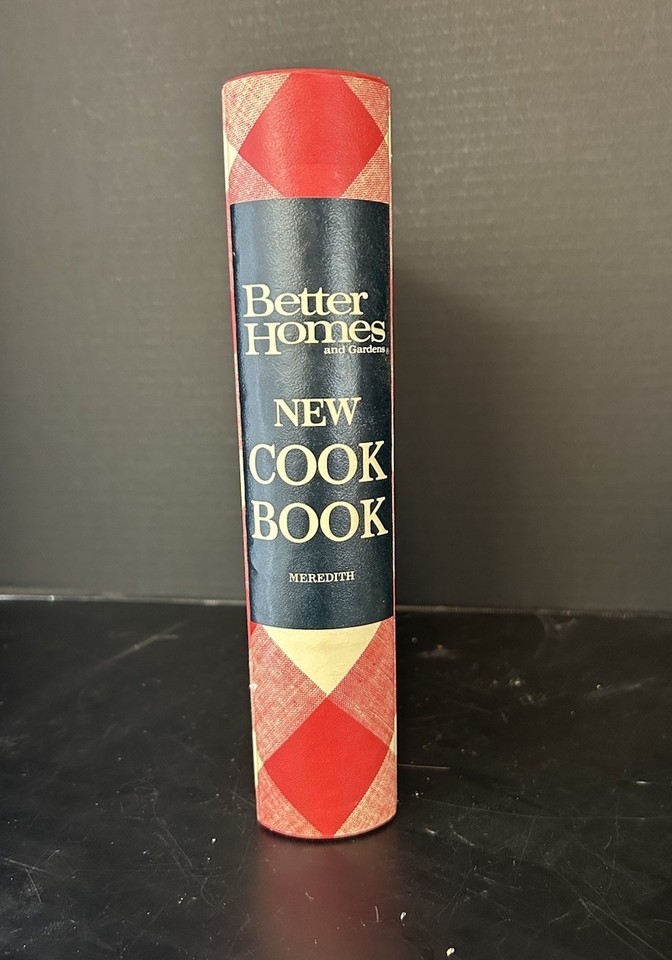 Better
Homes
and Gardens®
NEW
COOK
BOOK
MEREDITH